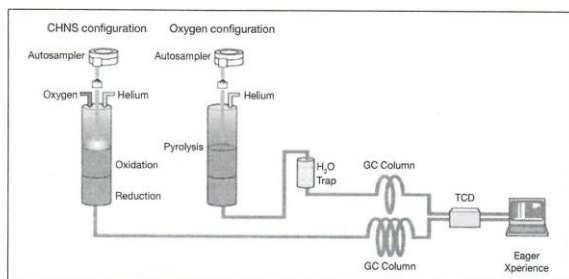 CHNS configuration
Oxygen configuration
Autosampler
Autosampler
Oxygen
Helium
Helium
Oxidation
Reduction
Pyrolysis
H₂O
Trap
GC Column
GC Column
TCD
Eager
Xperience